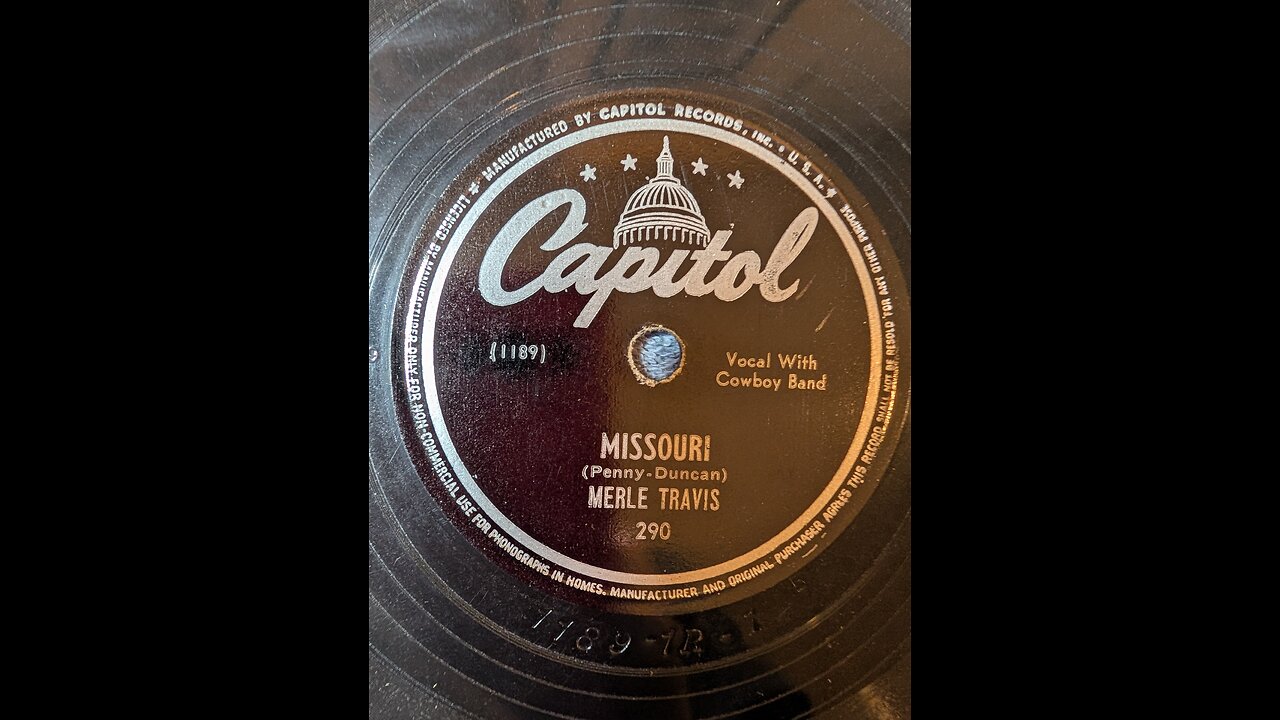 MANUFACTURED BY CAPITOL RECORDS, INC. • U. S. A. ★
LICENSED BY MANUFACTURER ONLY FOR NON-COMMERCIAL USE FOR PHONOGRAPHS IN HOMES. MANUFACTURER AND ORIGINAL PURCHASER AGREES THIS RECORD SHALL NOT BE RESOLD FOR ANY OTHER PURPOSE
Capitol
(1189)
Vocal With
Cowboy Band
MISSOURI
(Penny-Duncan)
MERLE TRAVIS
290
1189-1R-1